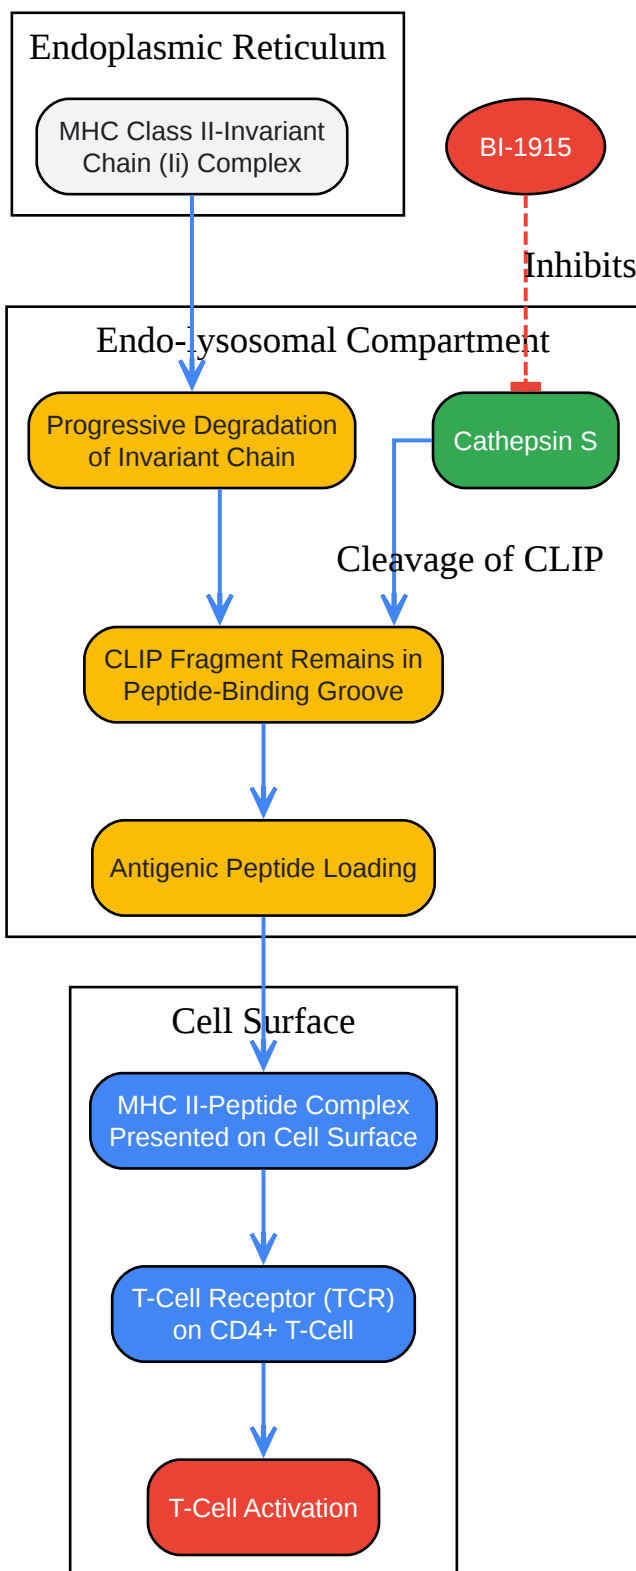 Endoplasmic Reticulum
MHC Class II-Invariant
Chain (Ii) Complex
BI-1915
Inhibits
Endo-lysosomal Compartment
Progressive Degradation
of Invariant Chain
Cathepsin S
Cleavage of CLIP
CLIP Fragment Remains in
Peptide-Binding Groove
Antigenic Peptide Loading
Cell Surface
MHC II-Peptide Complex
Presented on Cell Surface
T-Cell Receptor (TCR)
on CD4+ T-Cell
T-Cell Activation